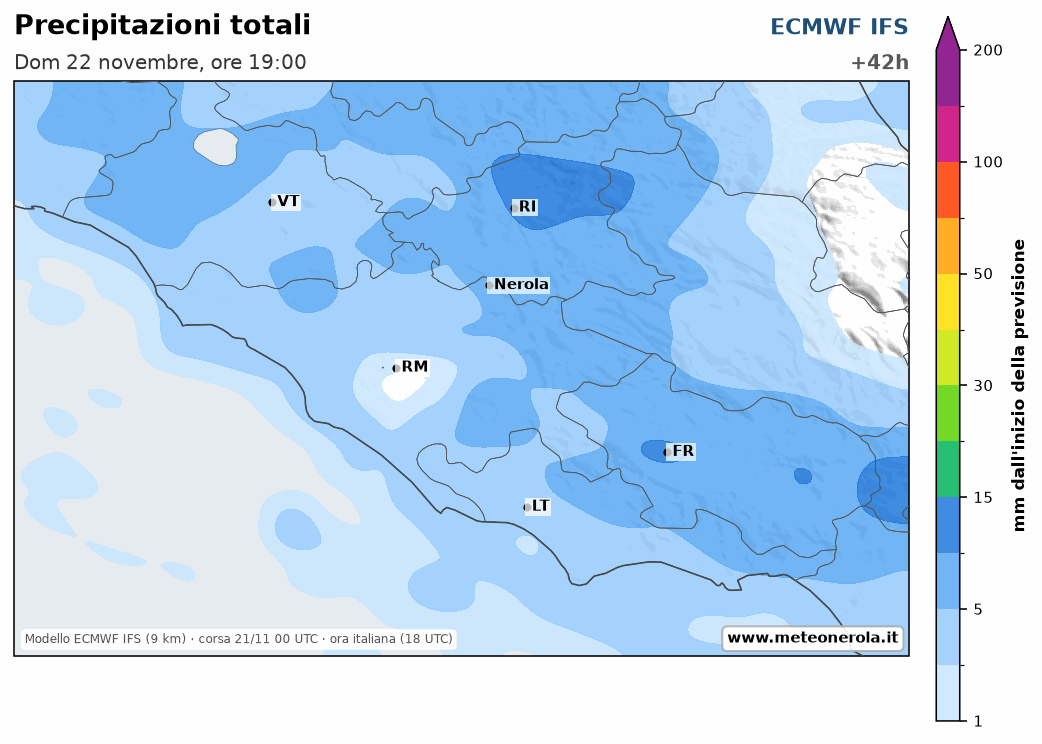 Precipitazioni totali
ECMWF IFS
Dom 22 novembre, ore 19:00
+42h
200
100
50
30
15
5
1
mm dall'inizio della previsione
VT
RI
Nerola
RM
FR
LT
Modello ECMWF IFS (9 km) · corsa 21/11 00 UTC · ora italiana (18 UTC)
www.meteonerola.it